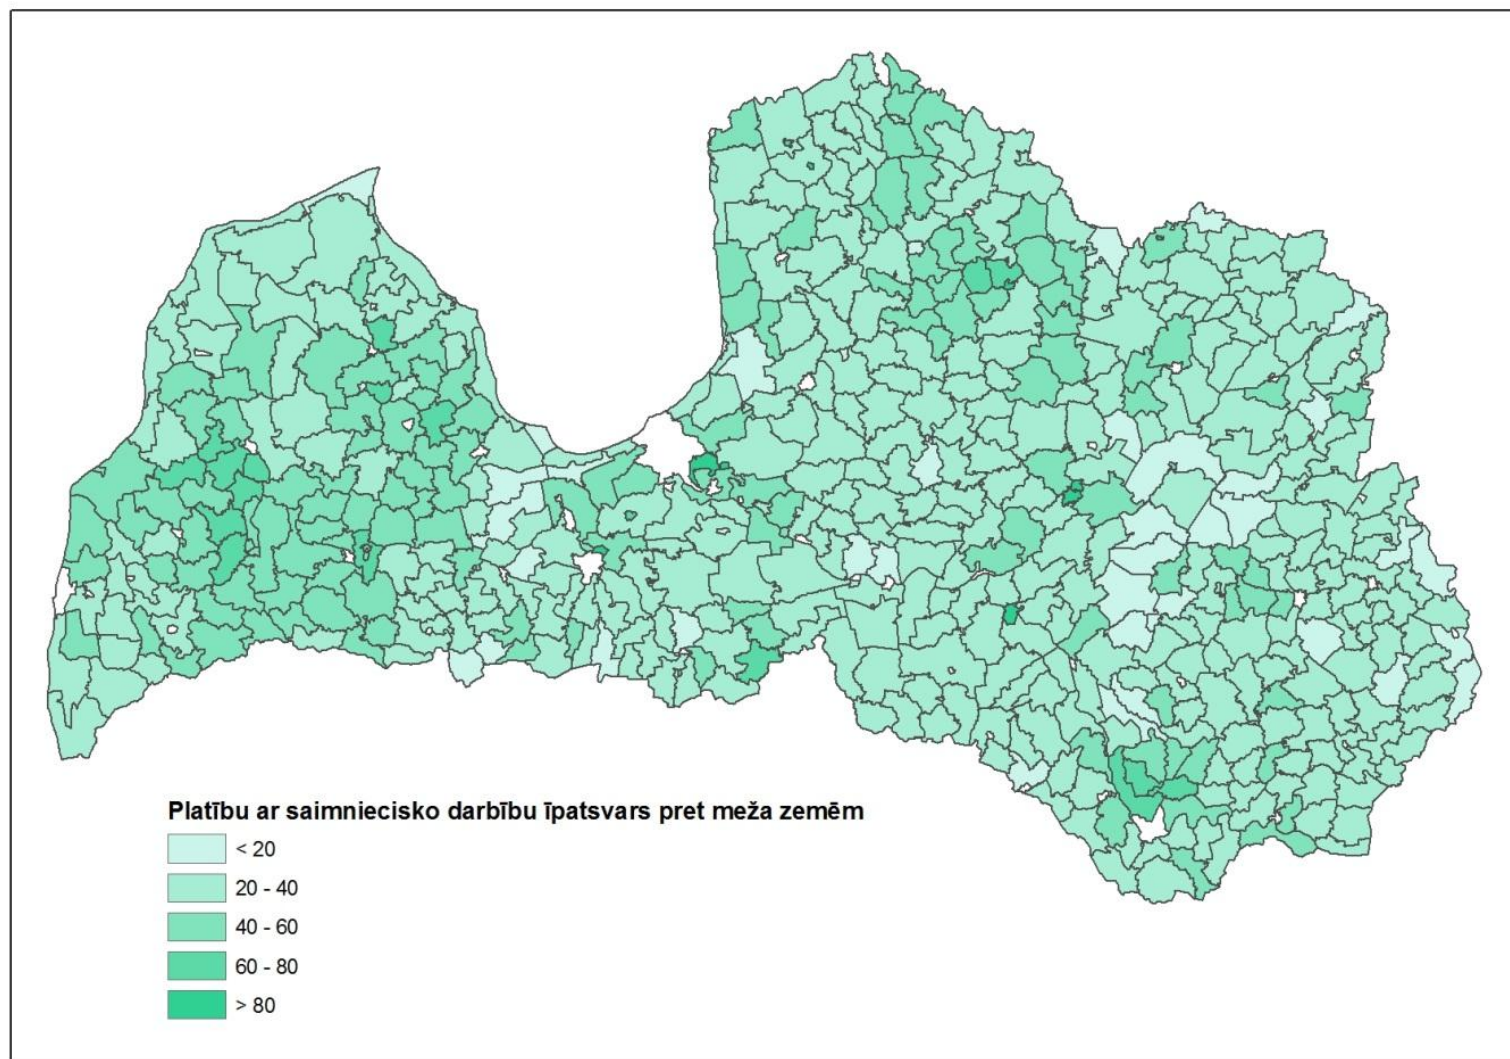 Platību ar saimniecisko darbību īpatsvars pret meža zemēm
< 20
20 - 40
40 - 60
60 - 80
> 80